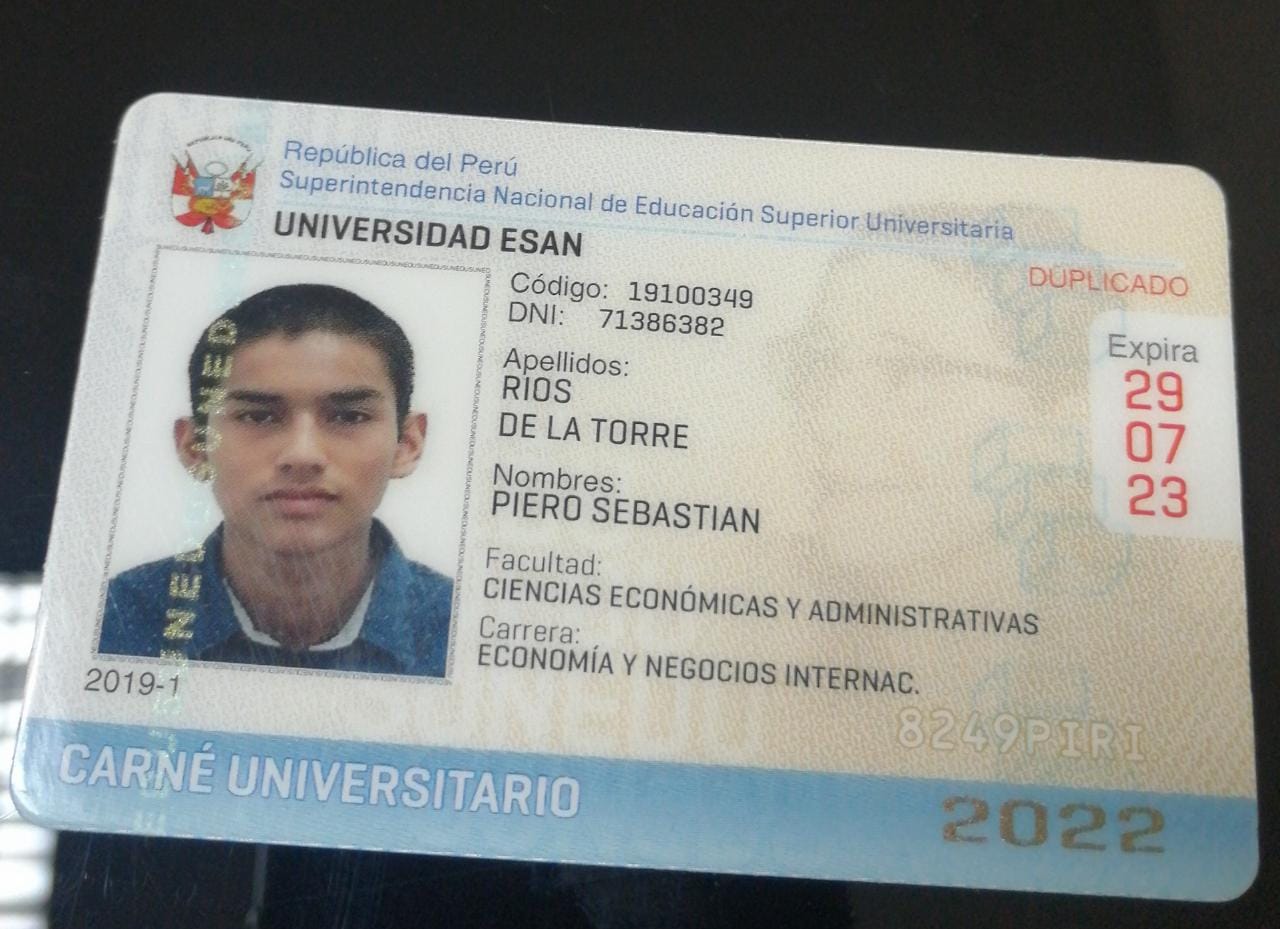 República del Perú
Superintendencia Nacional de Educación Superior Universitaria
UNIVERSIDAD ESAN
DUPLICADO
Código: 19100349
DNI: 71386382
Expira
29
07
23
Apellidos:
RIOS
DE LA TORRE
Nombres:
PIERO SEBASTIAN
Facultad:
CIENCIAS ECONÓMICAS Y ADMINISTRATIVAS
Carrera:
ECONOMÍA Y NEGOCIOS INTERNAC.
2019-1
8249PIRI
CARNÉ UNIVERSITARIO
2022